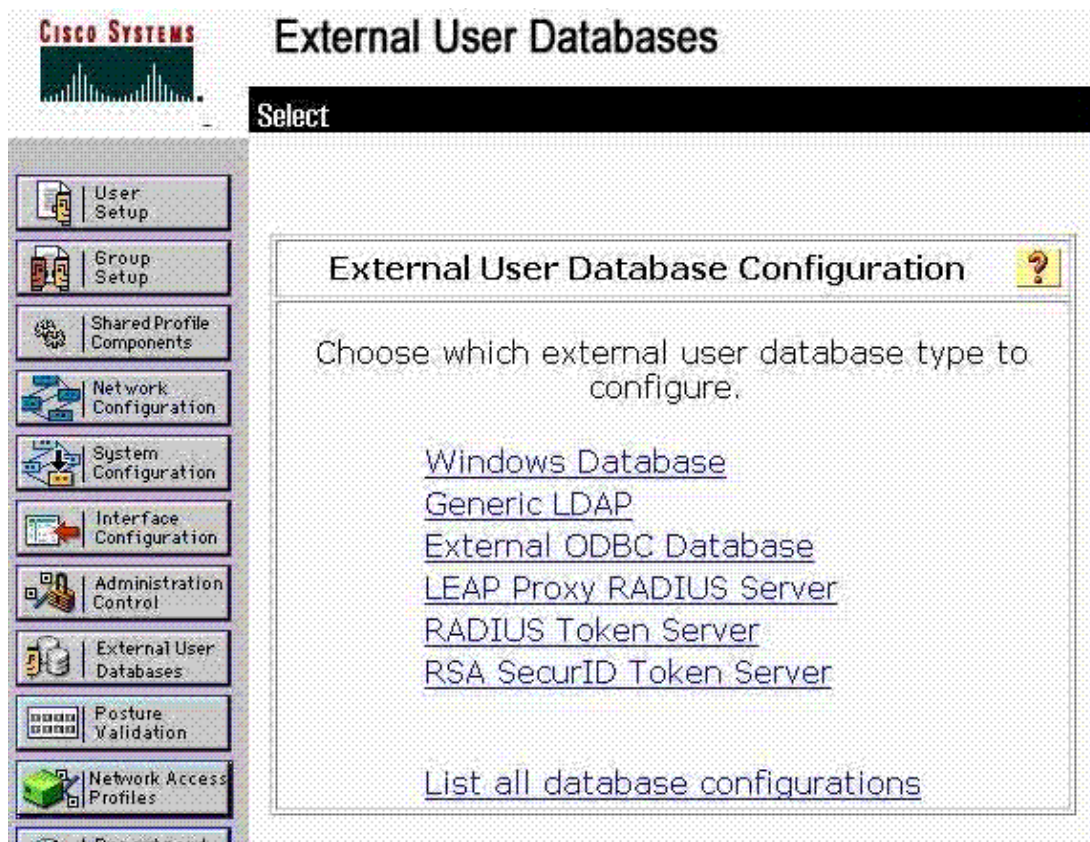 CISCO SYSTEMS
External User Databases
Select
User
Setup
Group
Setup
Shared Profile
Components
Network
Configuration
System
Configuration
Interface
Configuration
Administration
Control
External User
Databases
Posture
Validation
Network Access
Profiles
External User Database Configuration
?
Choose which external user database type to
configure.
Windows Database
Generic LDAP
External ODBC Database
LEAP Proxy RADIUS Server
RADIUS Token Server
RSA SecurID Token Server
List all database configurations